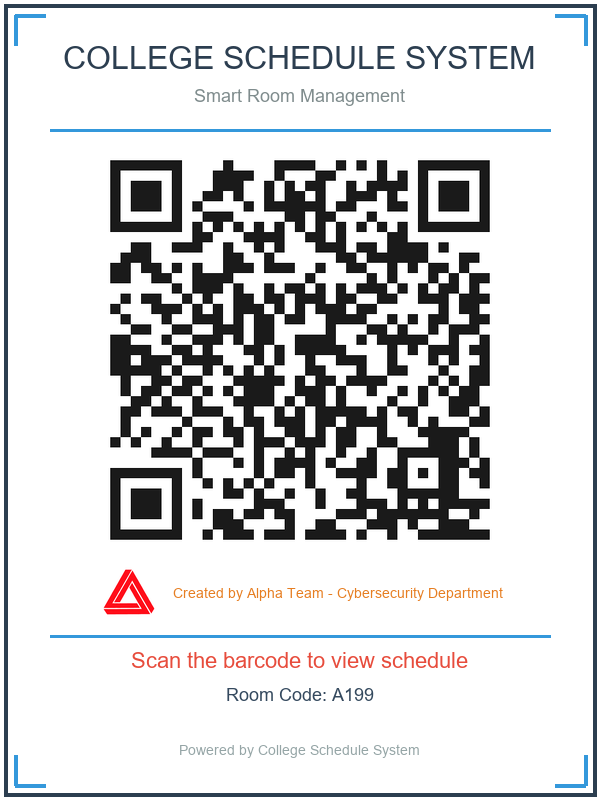 COLLEGE SCHEDULE SYSTEM
Smart Room Management
Created by Alpha Team - Cybersecurity Department
Scan the barcode to view schedule
Room Code: A199
Powered by College Schedule System